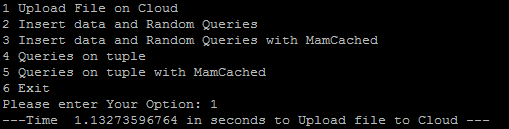 1 Upload File on Cloud
2 Insert data and Random Queries
3 Insert data and Random Queries with MamCached
4 Queries on tuple
5 Queries on tuple with MamCached
6 Exit
Please enter Your Option: 1
---Time  1.13273596764 in seconds to Upload file to Cloud ---